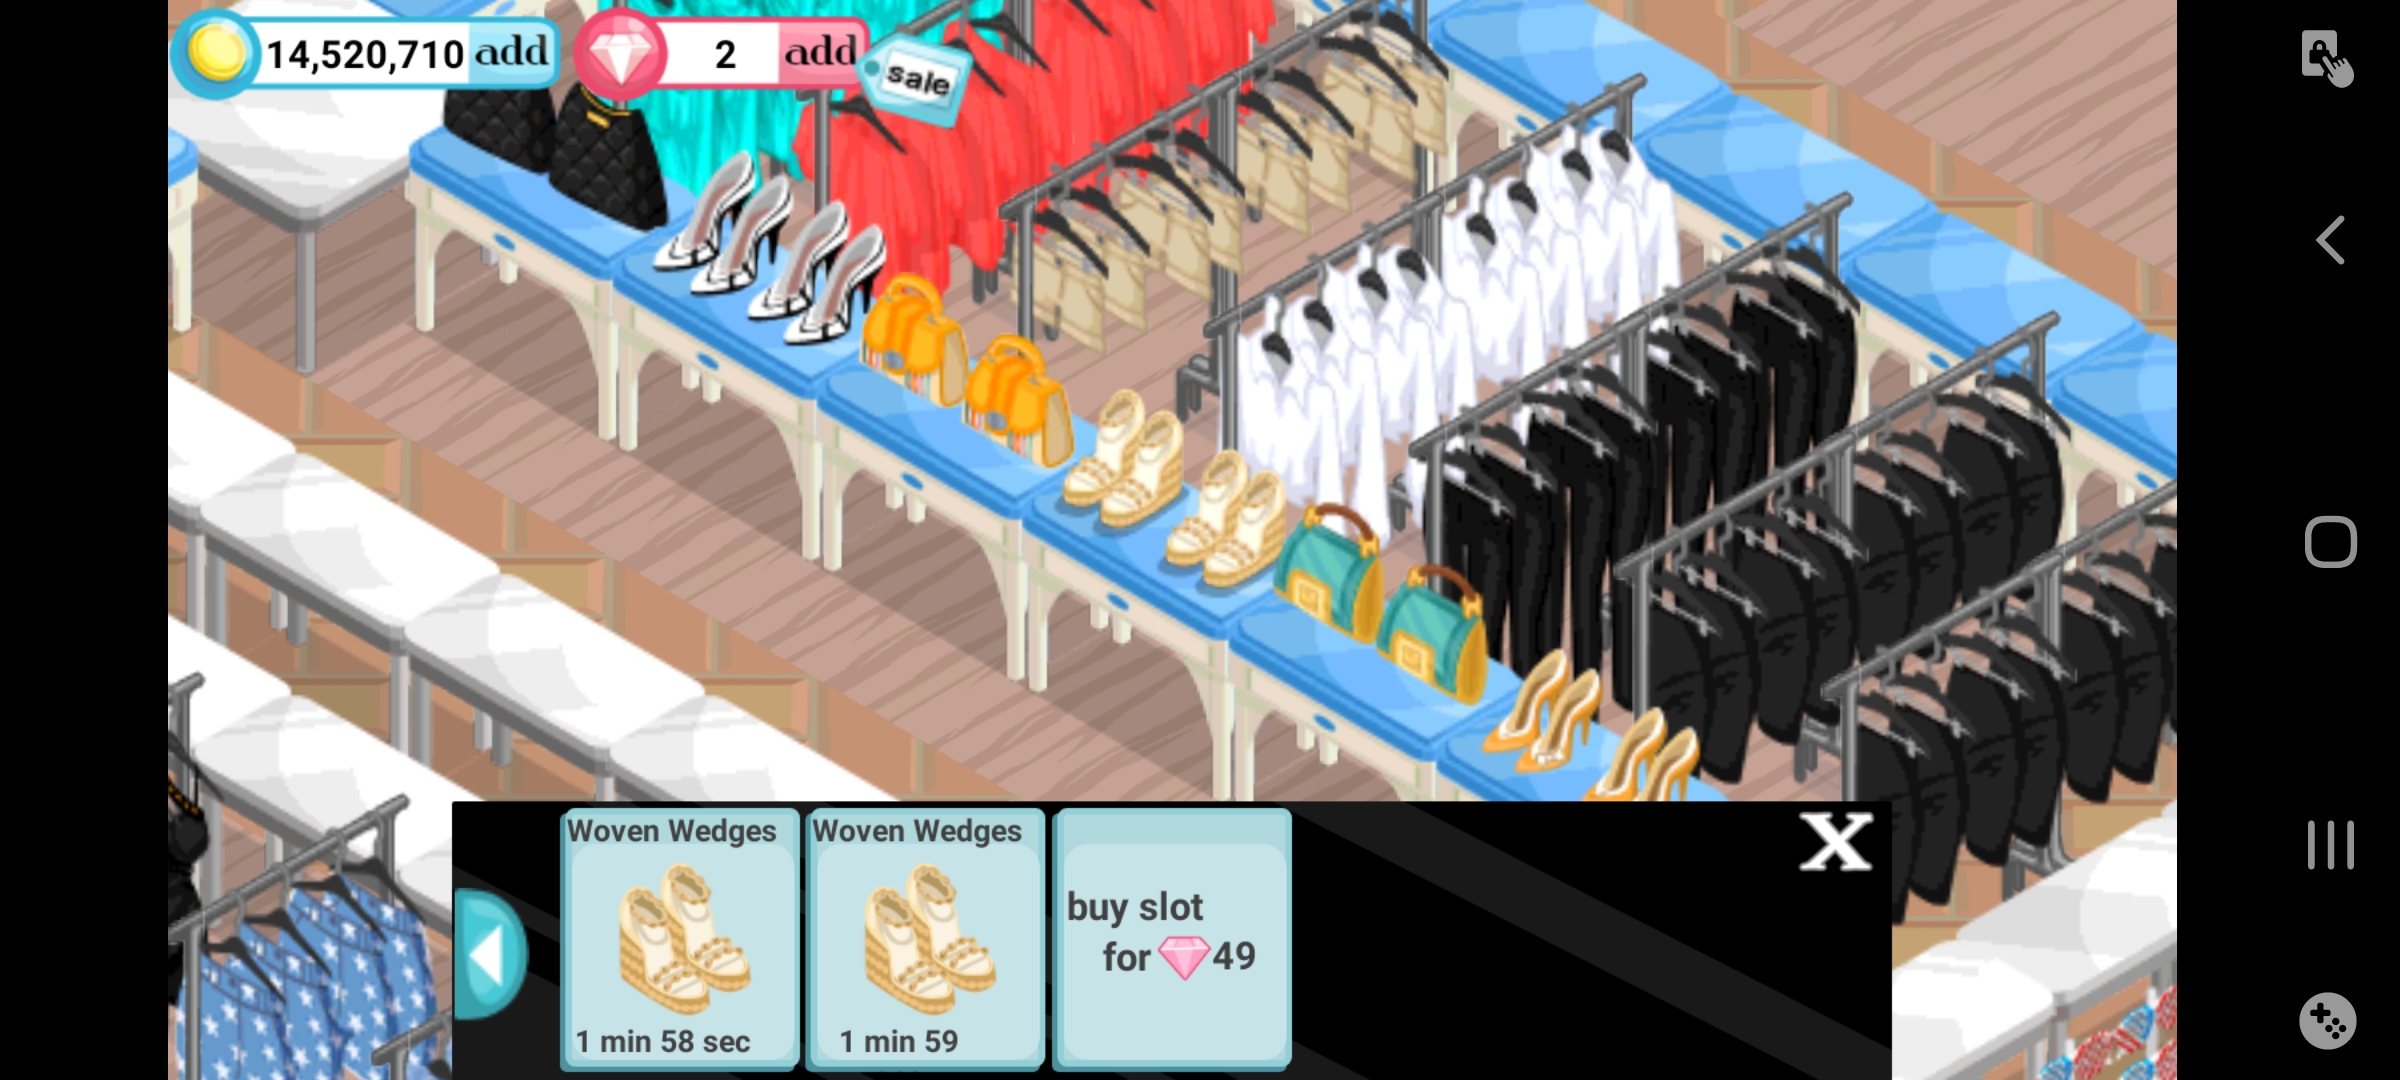 14,520,710 add
2 add
sale
Woven Wedges
1 min 58 sec
Woven Wedges
1 min 59
buy slot
for 49
X